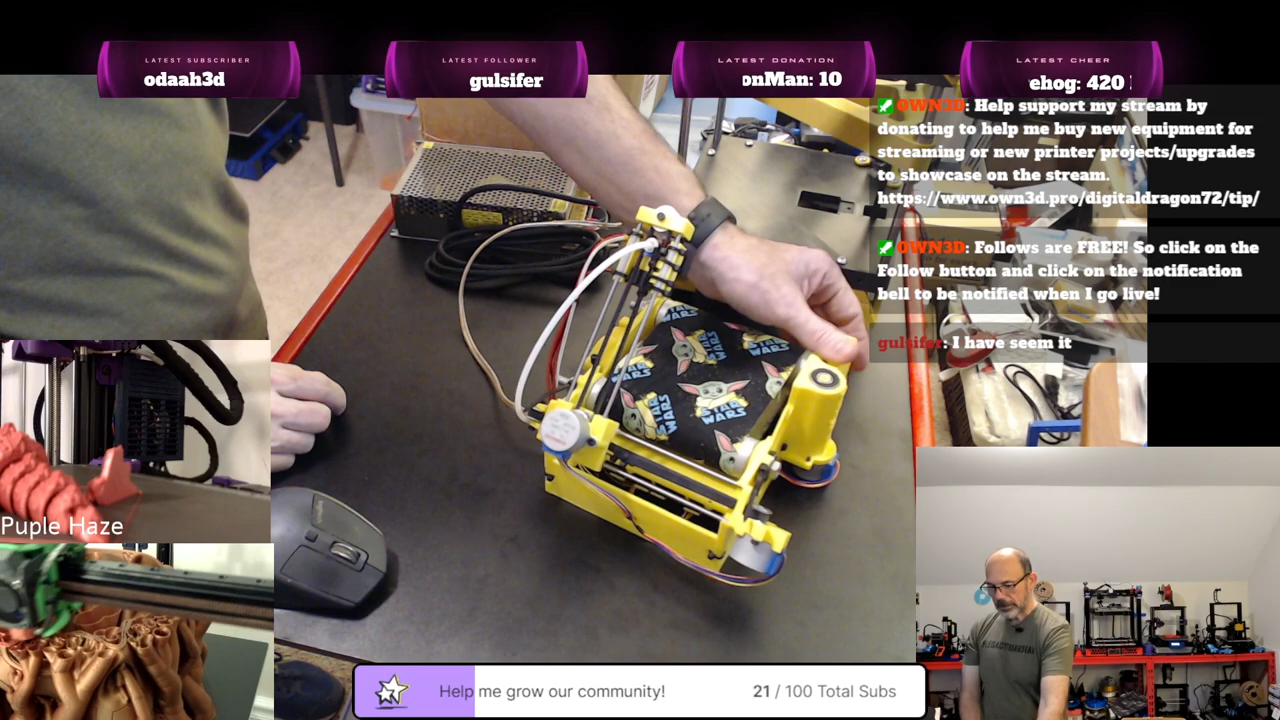 LATEST SUBSCRIBER
odaah3d
LATEST FOLLOWER
gulsifer
LATEST DONATION
onMan: 10
LATEST CHEER
ehog: 420
OWN3D: Help support my stream by
donating to help me buy new equipment for
streaming or new printer projects/upgrades
to showcase on the stream.
https://www.own3d.pro/digitaldragon72/tip/
OWN3D: Follows are FREE! So click on the
Follow button and click on the notification
bell to be notified when I go live!
gulsifer: I have seem it
STAR WARS
STAR WARS
STAR WARS
Puple Haze
Help me grow our community!
21 / 100 Total Subs